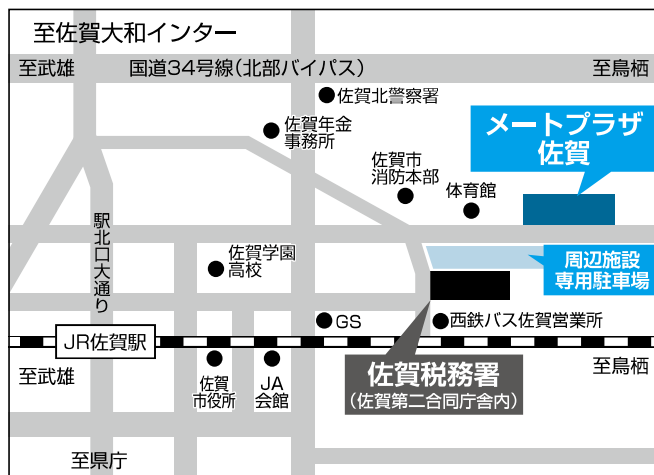 至佐賀大和インター
至武雄
国道34号線(北部バイパス)
至鳥栖
佐賀北警察署
佐賀年金
事務所
メートプラザ
佐賀
佐賀市
消防本部
体育館
駅北口大通り
佐賀学園
高校
周辺施設
専用駐車場
GS
西鉄バス佐賀営業所
JR佐賀駅
至武雄
佐賀
市役所
JA
会館
佐賀税務署
(佐賀第二合同庁舎内)
至鳥栖
至県庁